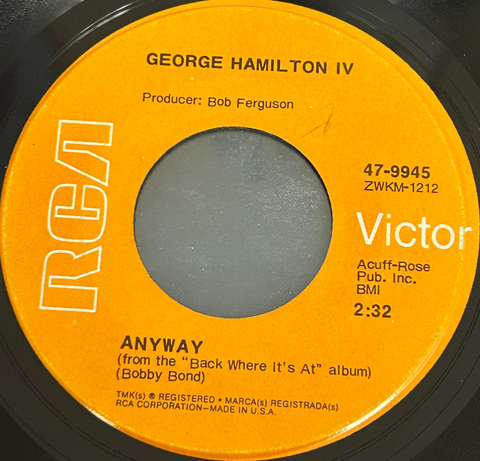 GEORGE HAMILTON IV
Producer: Bob Ferguson
RCA
47-9945
ZWKM-1212
Victor
Acuff-Rose
Pub. Inc.
BMI
2:32
ANYWAY
(from the "Back Where It's At" album)
(Bobby Bond)
TMK(s) ® REGISTERED • MARCA(s) REGISTRADA(s)
RCA CORPORATION—MADE IN U.S.A.